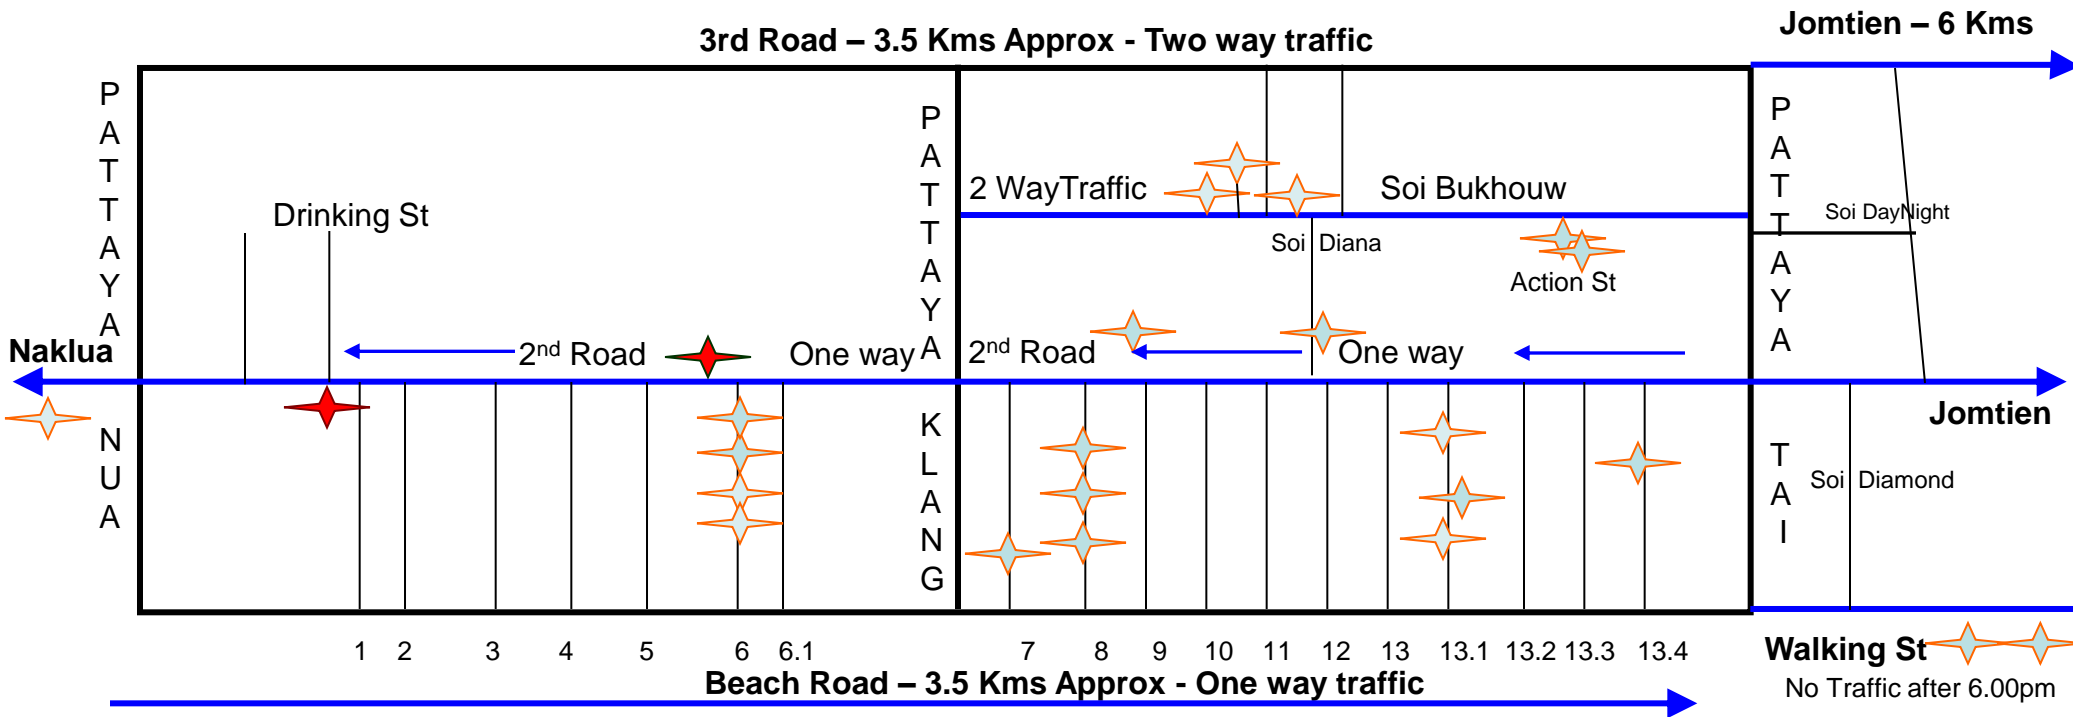 Jomtien – 6 Kms
3rd Road – 3.5 Kms Approx - Two way traffic
PATTAYA
NUA
PATTAYA
KLANG
PATTAYA
TAI
2 WayTraffic
Soi Bukhouw
Drinking St
Soi DayNight
Soi Diana
Action St
Naklua
2nd Road
One way
2nd Road
One way
Jomtien
Soi Diamond
1 2 3 4 5 6 6.1 7 8 9 10 11 12 13 13.1 13.2 13.3 13.4
Walking St
Beach Road – 3.5 Kms Approx - One way traffic
No Traffic after 6.00pm